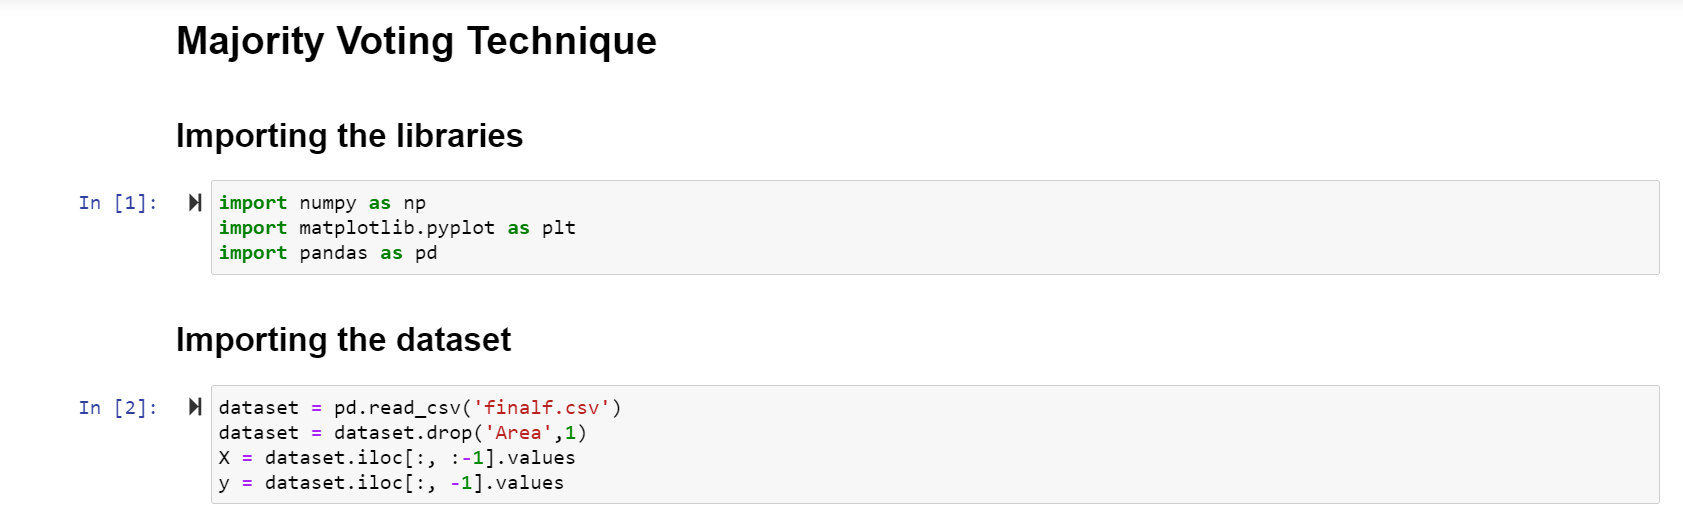 Majority Voting Technique
Importing the libraries
In [1]:
import numpy as np
import matplotlib.pyplot as plt
import pandas as pd
Importing the dataset
In [2]:
dataset = pd.read_csv('finalf.csv')
dataset = dataset.drop('Area',1)
X = dataset.iloc[:, :-1].values
y = dataset.iloc[:, -1].values